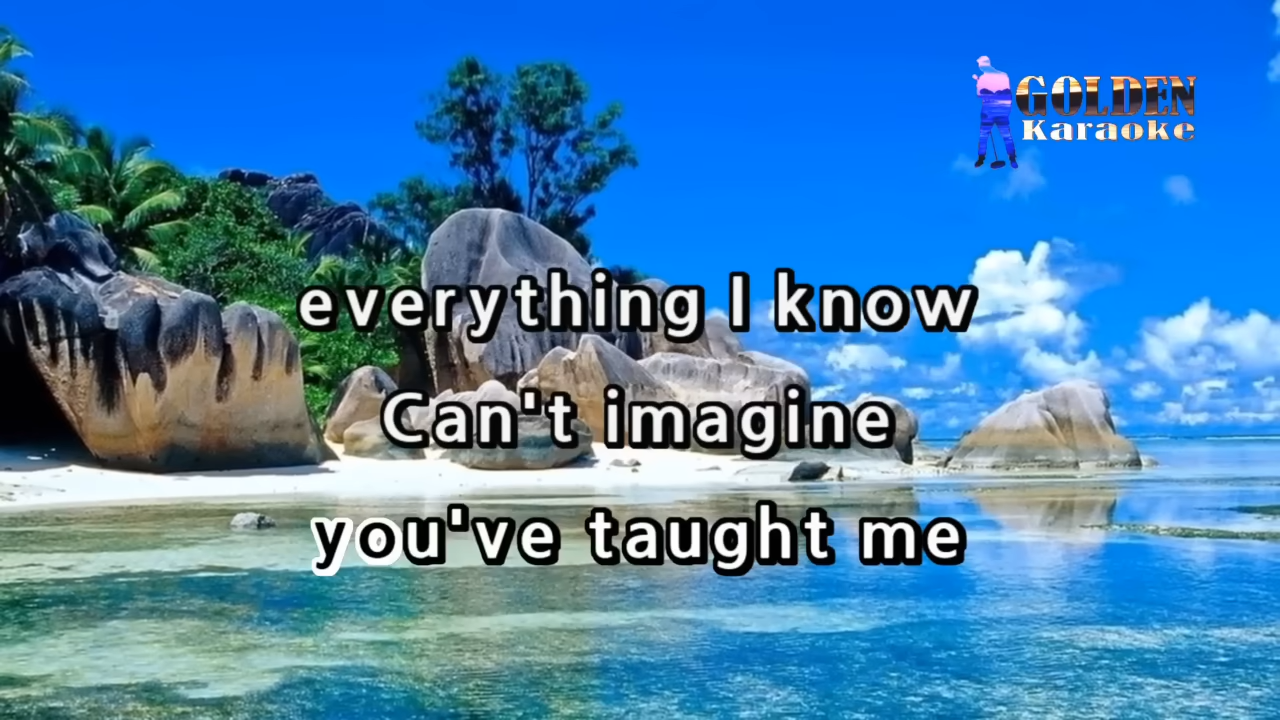 GOLDEN
Karaoke
everything I know
Can't imagine
you've taught me